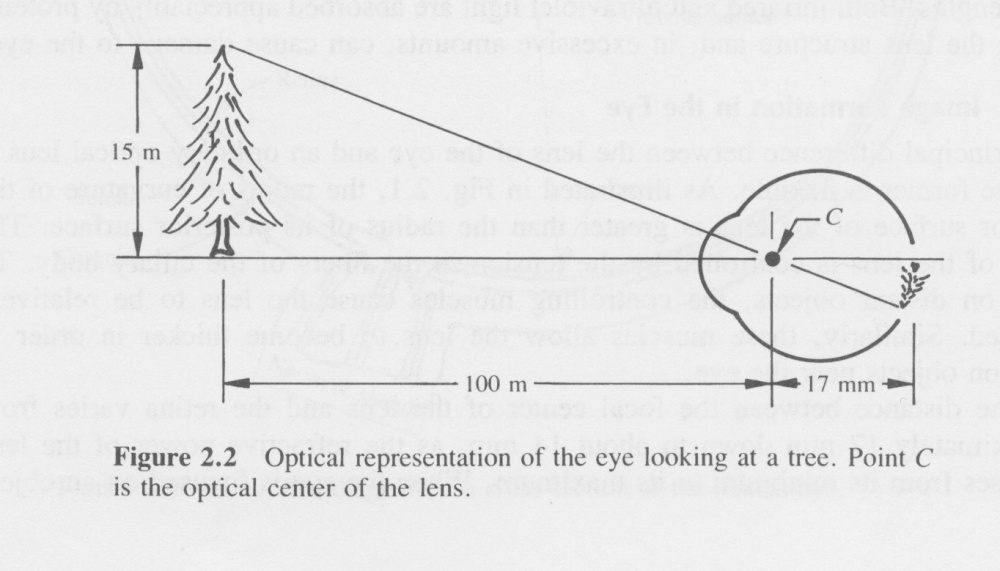 15 m
C
100 m
17 mm
Figure 2.2 Optical representation of the eye looking at a tree. Point C
is the optical center of the lens.